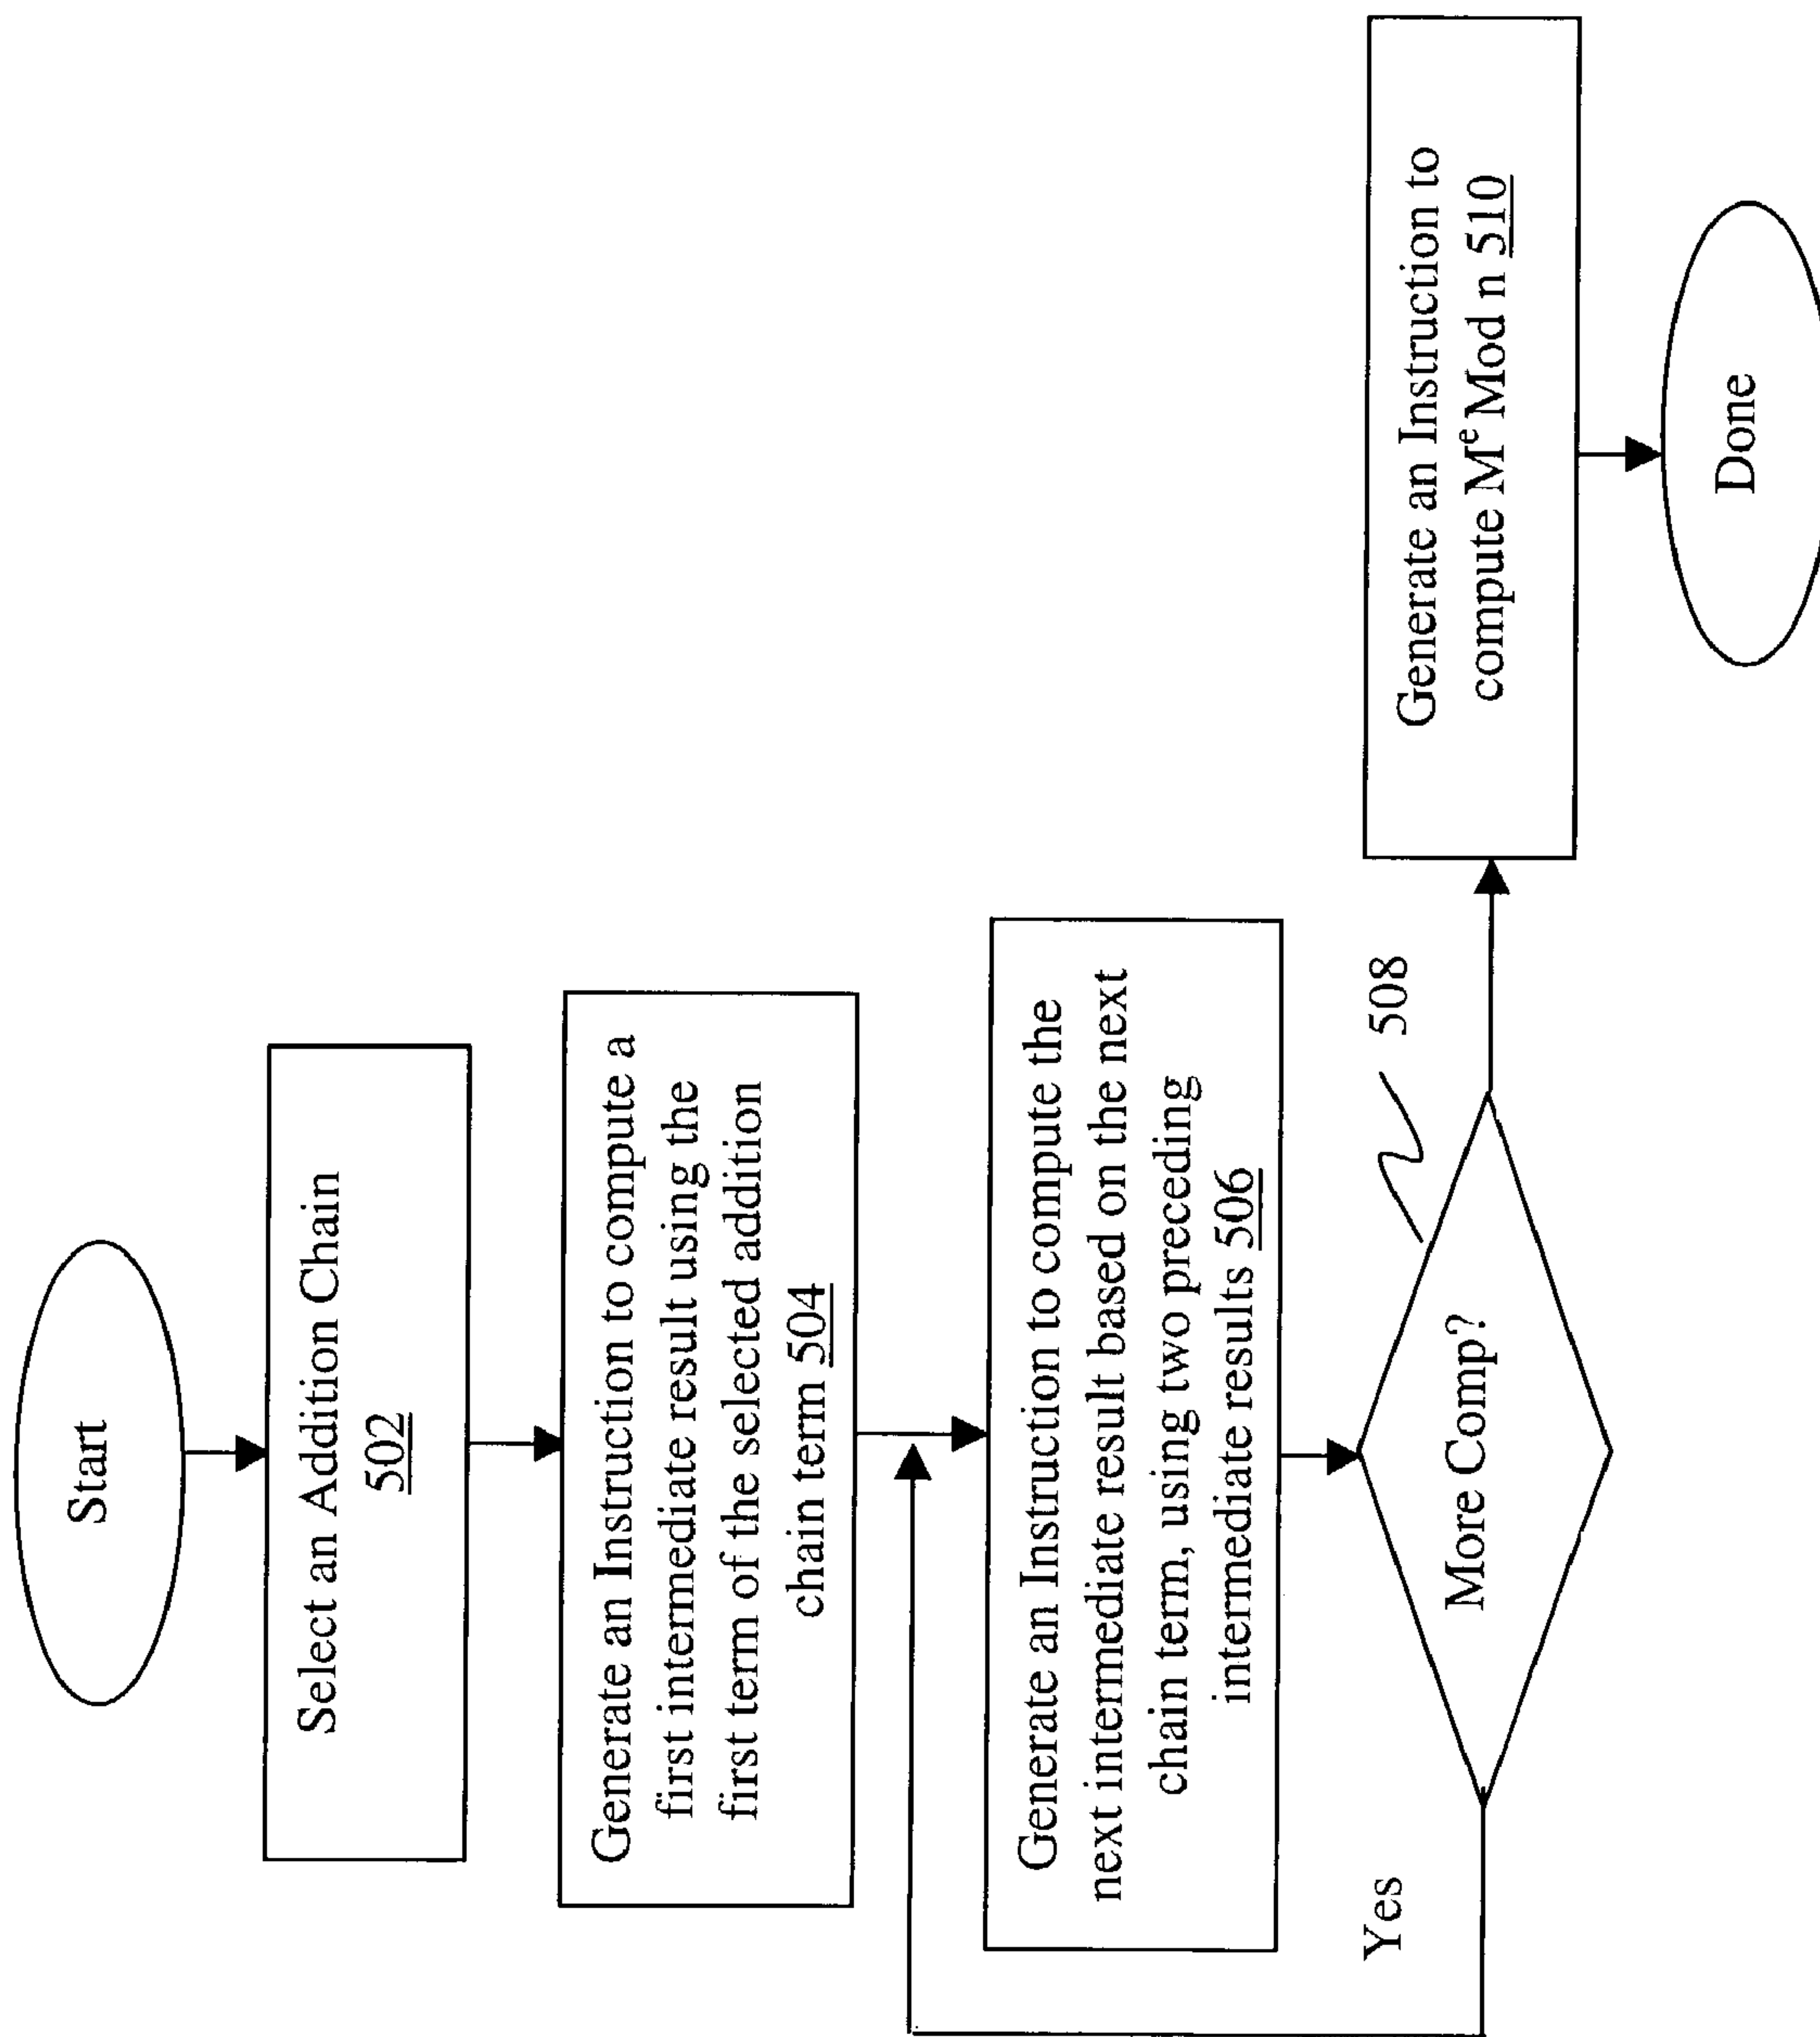 Start
Select an Addition Chain
502
Generate an Instruction to compute a
first intermediate result using the
first term of the selected addition
chain term 504
Generate an Instruction to compute the
next intermediate result based on the next
chain term, using two preceding
intermediate results 506
Yes
More Comp?
508
Generate an Instruction to
compute Mᵉ Mod n 510
Done